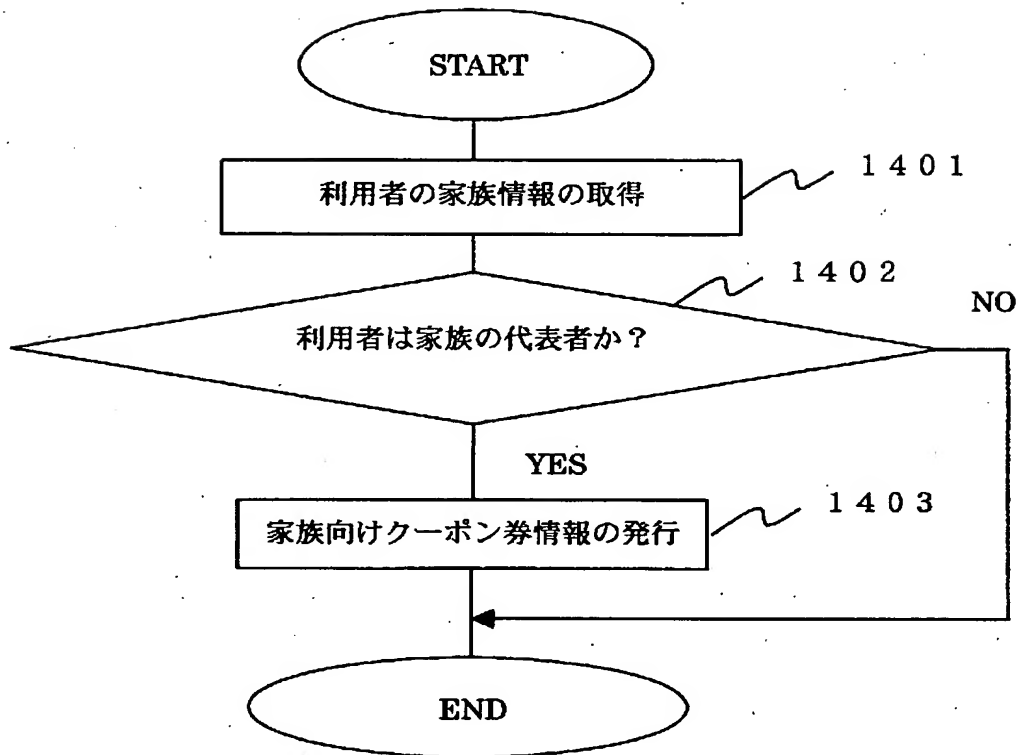 START
利用者の家族情報の取得
1401
1402
NO
利用者は家族の代表者か？
YES
1403
家族向けクーポン券情報の発行
END